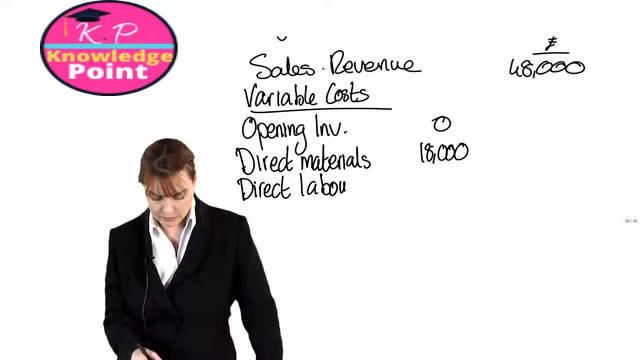 K.P
Knowledge
Point
£
Sales. Revenue 48,000
Variable Costs
Opening Inv. 0
Direct materials 18,000
Direct labou